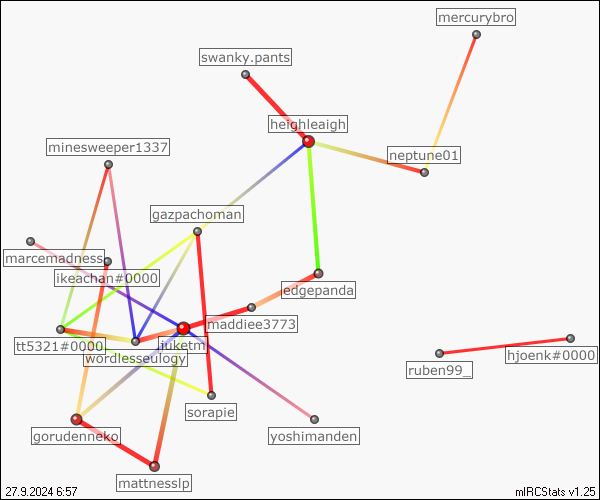 mercurybro
swanky.pants
heighleaigh
minesweeper1337
neptune01
gazpachoman
marcemadness
ikeachan#0000
edgepanda
maddiee3773
tt5321#0000
juketm
wordlesseulogy
hjoenk#0000
ruben99_
sorapie
gorudenneko
yoshimanden
mattnesslp
27.9.2024 6:57
mIRCStats v1.25